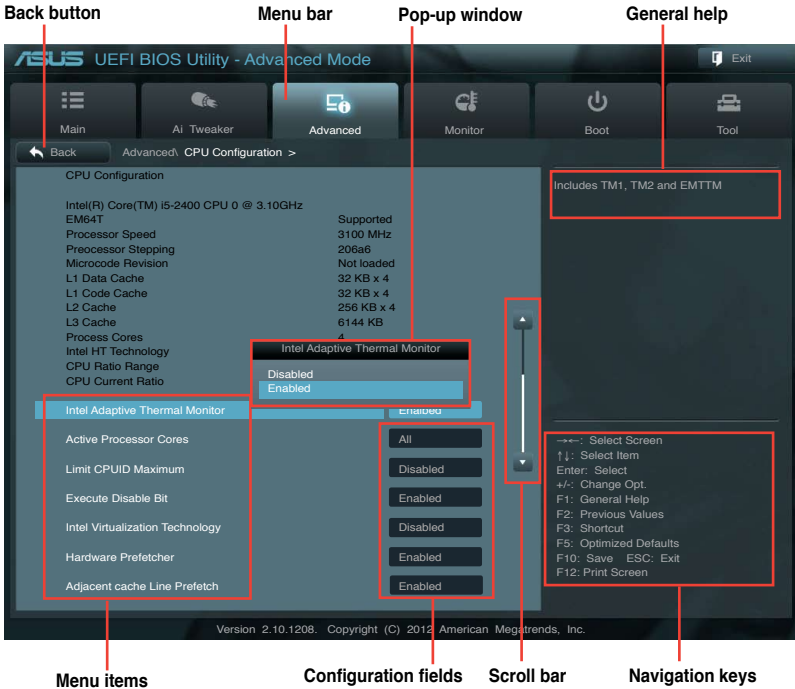 Back button
Menu bar
Pop-up window
General help
ASUS UEFI BIOS Utility - Advanced Mode
Exit
Main
Ai Tweaker
Advanced
Monitor
Boot
Tool
Back
Advanced\ CPU Configuration >
CPU Configuration
Includes TM1, TM2 and EMTTM
Intel(R) Core(TM) i5-2400 CPU 0 @ 3.10GHz
EM64T Supported
Processor Speed 3100 MHz
Preocessor Stepping 206a6
Microcode Revision Not loaded
L1 Data Cache 32 KB x 4
L1 Code Cache 32 KB x 4
L2 Cache 256 KB x 4
L3 Cache 6144 KB
Process Cores 4
Intel HT Technology
CPU Ratio Range
CPU Current Ratio
Intel Adaptive Thermal Monitor
Disabled
Enabled
Intel Adaptive Thermal Monitor Enalbed
Active Processor Cores All
Limit CPUID Maximum Disabled
Execute Disable Bit Enabled
Intel Virtualization Technology Disabled
Hardware Prefetcher Enabled
Adjacent cache Line Prefetch Enabled
→←: Select Screen
↑↓: Select Item
Enter: Select
+/-: Change Opt.
F1: General Help
F2: Previous Values
F3: Shortcut
F5: Optimized Defaults
F10: Save ESC: Exit
F12: Print Screen
Version 2.10.1208. Copyright (C) 2012 American Megatrends, Inc.
Menu items
Configuration fields
Scroll bar
Navigation keys